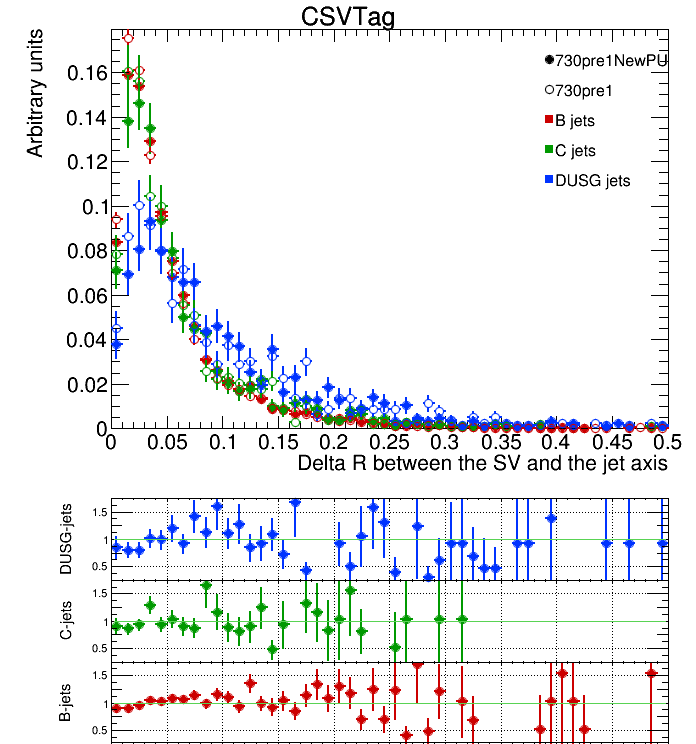 CSVTag
Arbitrary units
0.16
0.14
0.12
0.1
0.08
0.06
0.04
0.02
0
730pre1NewPU
730pre1
B jets
C jets
DUSG jets
0 0.05 0.1 0.15 0.2 0.25 0.3 0.35 0.4 0.45 0.5
Delta R between the SV and the jet axis
DUSG-jets
1.5
1
0.5
C-jets
1.5
1
0.5
B-jets
1.5
1
0.5